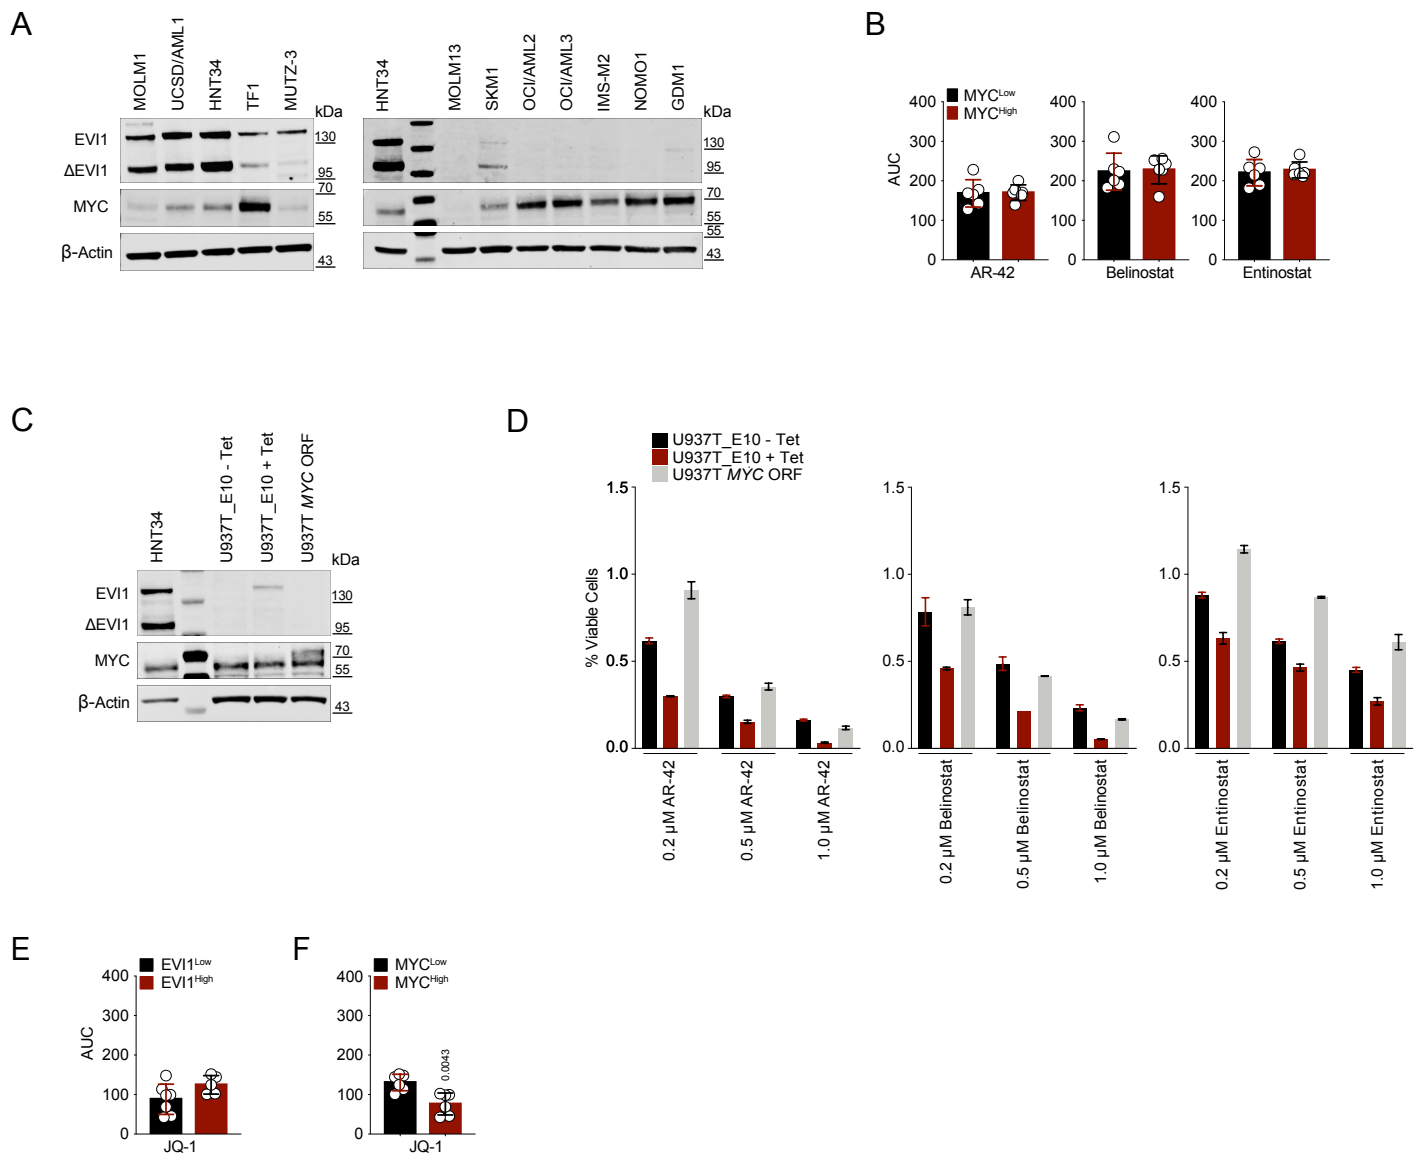 A
MOLM1
UCSD/AML1
HNT34
TF1
MUTZ-3
kDa
EVI1
ΔEVI1
MYC
β-Actin
130
95
70
55
43
HNT34
MOLM13
SKM1
OCI/AML2
OCI/AML3
IMS-M2
NOMO1
GDM1
kDa
130
95
70
55
55
43
B
MYCLow
MYCHigh
AUC
400
300
200
100
0
AR-42
400
300
200
100
0
Belinostat
400
300
200
100
0
Entinostat
C
HNT34
U937T_E10 - Tet
U937T_E10 + Tet
U937T MYC ORF
kDa
EVI1
ΔEVI1
MYC
β-Actin
130
95
70
55
43
D
U937T_E10 - Tet
U937T_E10 + Tet
U937T MYC ORF
% Viable Cells
1.5
1.0
0.5
0.0
0.2 µM AR-42
0.5 µM AR-42
1.0 µM AR-42
1.5
1.0
0.5
0.0
0.2 µM Belinostat
0.5 µM Belinostat
1.0 µM Belinostat
1.5
1.0
0.5
0.0
0.2 µM Entinostat
0.5 µM Entinostat
1.0 µM Entinostat
E
EVI1Low
EVI1High
AUC
400
300
200
100
0
JQ-1
F
MYCLow
MYCHigh
400
300
200
100
0
0.0043
JQ-1